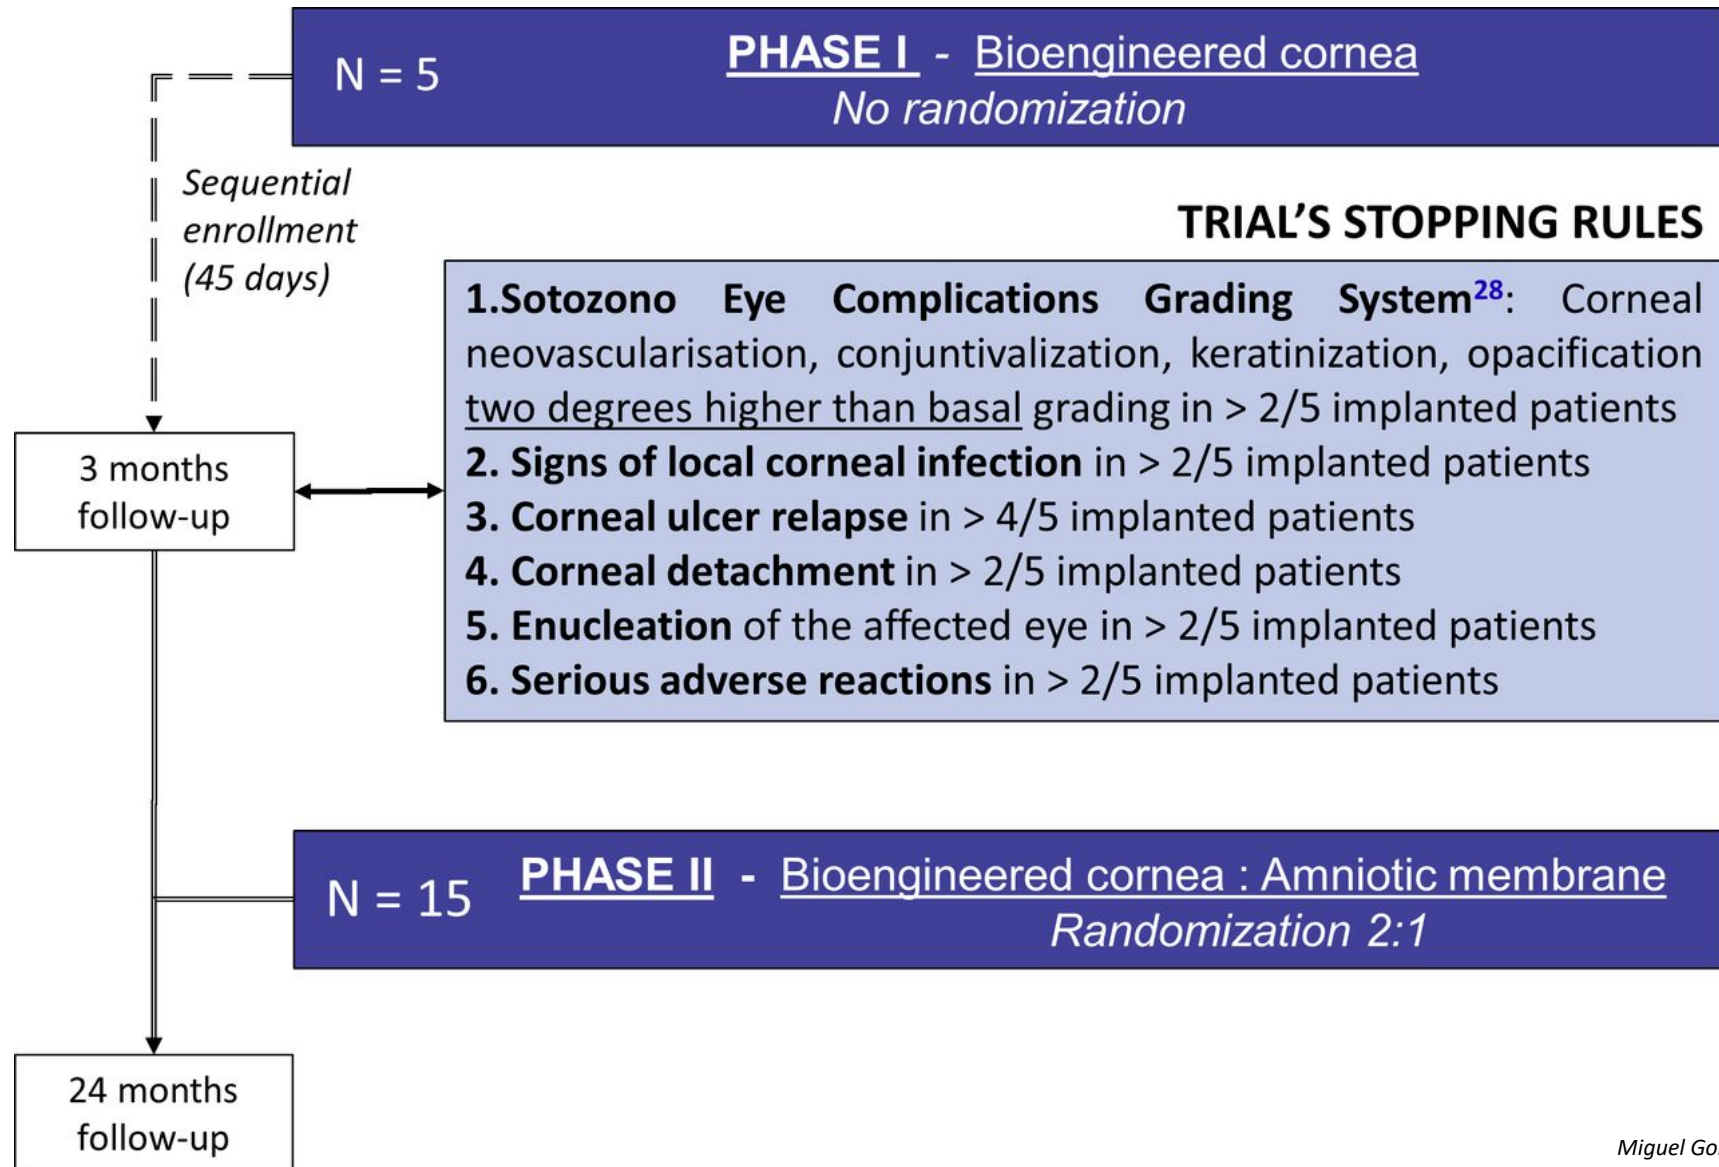 N = 5
PHASE I - Bioengineered cornea
No randomization
Sequential
enrollment
(45 days)
TRIAL'S STOPPING RULES
1.Sotozono Eye Complications Grading System28: Corneal
neovascularisation, conjuntivalization, keratinization, opacification
two degrees higher than basal grading in > 2/5 implanted patients
2. Signs of local corneal infection in > 2/5 implanted patients
3. Corneal ulcer relapse in > 4/5 implanted patients
4. Corneal detachment in > 2/5 implanted patients
5. Enucleation of the affected eye in > 2/5 implanted patients
6. Serious adverse reactions in > 2/5 implanted patients
3 months
follow-up
N = 15
PHASE II - Bioengineered cornea : Amniotic membrane
Randomization 2:1
24 months
follow-up
Miguel